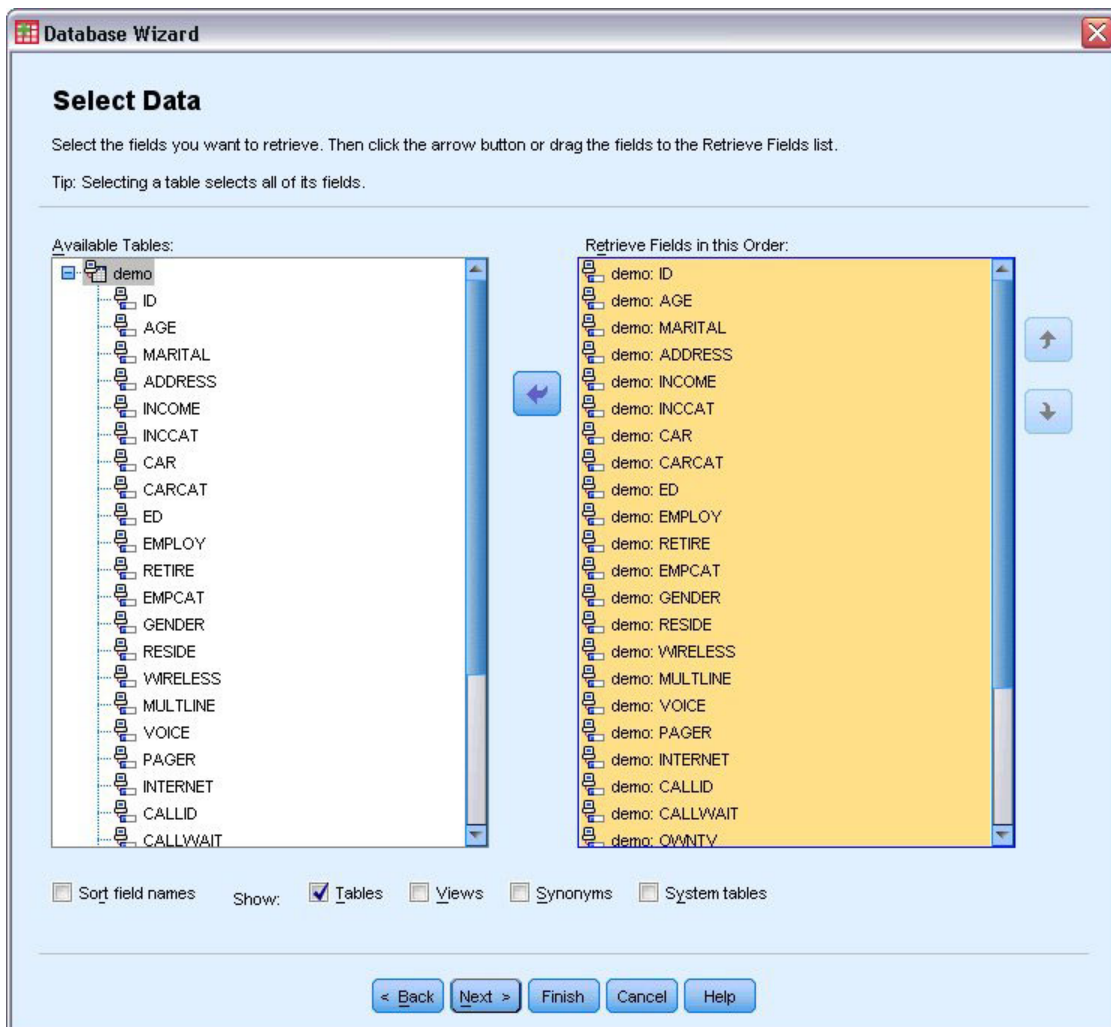 Database Wizard
Select Data
Select the fields you want to retrieve. Then click the arrow button or drag the fields to the Retrieve Fields list.
Tip: Selecting a table selects all of its fields.
Available Tables:
demo
ID
AGE
MARITAL
ADDRESS
INCOME
INCCAT
CAR
CARCAT
ED
EMPLOY
RETIRE
EMPCAT
GENDER
RESIDE
WIRELESS
MULTLINE
VOICE
PAGER
INTERNET
CALLID
CALLWAIT
Retrieve Fields in this Order:
demo: ID
demo: AGE
demo: MARITAL
demo: ADDRESS
demo: INCOME
demo: INCCAT
demo: CAR
demo: CARCAT
demo: ED
demo: EMPLOY
demo: RETIRE
demo: EMPCAT
demo: GENDER
demo: RESIDE
demo: WIRELESS
demo: MULTLINE
demo: VOICE
demo: PAGER
demo: INTERNET
demo: CALLID
demo: CALLWAIT
demo: OWNTV
Sort field names Show: Tables Views Synonyms System tables
< Back Next > Finish Cancel Help